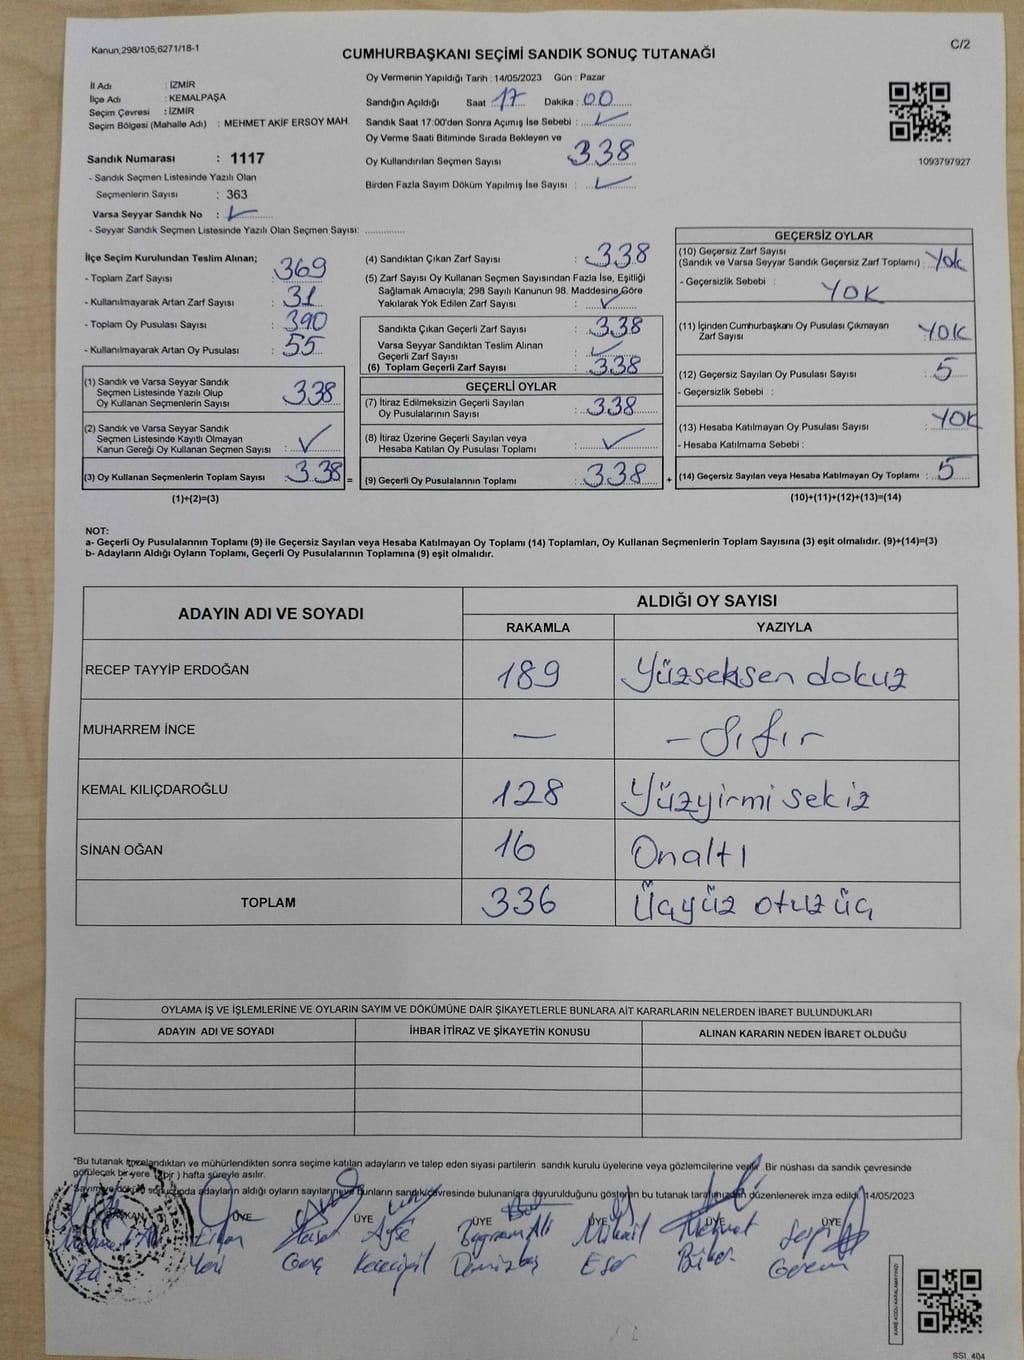 Kanun;298/105;6271/18-1
C/2
CUMHURBAŞKANI SEÇİMİ SANDIK SONUÇ TUTANAĞI
İl Adı : İZMİR
İlçe Adı : KEMALPAŞA
Seçim Çevresi : İZMİR
Seçim Bölgesi (Mahalle Adı) : MEHMET AKİF ERSOY MAH.
Sandık Numarası : 1117
- Sandık Seçmen Listesinde Yazılı Olan
Seçmenlerin Sayısı : 363
Varsa Seyyar Sandık No :
- Seyyar Sandık Seçmen Listesinde Yazılı Olan Seçmen Sayısı: ..............
Oy Vermenin Yapıldığı Tarih : 14/05/2023 Gün : Pazar
Sandığın Açıldığı Saat 17 Dakika : 00
Sandık Saat 17:00'den Sonra Açımış İse Sebebi :
Oy Verme Saati Bitiminde Sırada Bekleyen ve
Oy Kullandırılan Seçmen Sayısı 338
Birden Fazla Sayım Döküm Yapılmış İse Sayısı :
1093797927
İlçe Seçim Kurulundan Teslim Alınan;
- Toplam Zarf Sayısı : 369
- Kullanılmayarak Artan Zarf Sayısı : 31
- Toplam Oy Pusulası Sayısı : 390
- Kullanılmayarak Artan Oy Pusulası : 55
(1) Sandık ve Varsa Seyyar Sandık
Seçmen Listesinde Yazılı Olup
Oy Kullanan Seçmenlerin Sayısı : 338
(2) Sandık ve Varsa Seyyar Sandık
Seçmen Listesinde Kayıtlı Olmayan
Kanun Gereği Oy Kullanan Seçmen Sayısı :
(3) Oy Kullanan Seçmenlerin Toplam Sayısı : 338 =
(1)+(2)=(3)
(4) Sandıktan Çıkan Zarf Sayısı : 338
(5) Zarf Sayısı Oy Kullanan Seçmen Sayısından Fazla İse, Eşitliği
Sağlamak Amacıyla; 298 Sayılı Kanunun 98. Maddesine Göre
Yakılarak Yok Edilen Zarf Sayısı :
Sandıkta Çıkan Geçerli Zarf Sayısı : 338
Varsa Seyyar Sandıktan Teslim Alınan
Geçerli Zarf Sayısı :
(6) Toplam Geçerli Zarf Sayısı : 338
GEÇERLİ OYLAR
(7) İtiraz Edilmeksizin Geçerli Sayılan
Oy Pusulalarının Sayısı : 338
(8) İtiraz Üzerine Geçerli Sayılan veya
Hesaba Katılan Oy Pusulası Toplamı :
(9) Geçerli Oy Pusulalarının Toplamı : 338 +
GEÇERSİZ OYLAR
(10) Geçersiz Zarf Sayısı
(Sandık ve Varsa Seyyar Sandık Geçersiz Zarf Toplamı) : Yok
- Geçersizlik Sebebi : YOK
(11) İçinden Cumhurbaşkanı Oy Pusulası Çıkmayan
Zarf Sayısı : YOK
(12) Geçersiz Sayılan Oy Pusulası Sayısı : 5
- Geçersizlik Sebebi :
(13) Hesaba Katılmayan Oy Pusulası Sayısı : YOK
- Hesaba Katılmama Sebebi :
(14) Geçersiz Sayılan veya Hesaba Katılmayan Oy Toplamı : 5
(10)+(11)+(12)+(13)=(14)
NOT:
a- Geçerli Oy Pusulalarının Toplamı (9) ile Geçersiz Sayılan veya Hesaba Katılmayan Oy Toplamı (14) Toplamları, Oy Kullanan Seçmenlerin Toplam Sayısına (3) eşit olmalıdır. (9)+(14)=(3)
b- Adayların Aldığı Oyların Toplamı, Geçerli Oy Pusulalarının Toplamına (9) eşit olmalıdır.
ADAYIN ADI VE SOYADI
ALDIĞI OY SAYISI
RAKAMLA YAZIYLA
RECEP TAYYİP ERDOĞAN 189 Yüzseksen dokuz
MUHARREM İNCE — - Sıfır
KEMAL KILIÇDAROĞLU 128 Yüzyirmi sekiz
SİNAN OĞAN 16 Onaltı
TOPLAM 336 Üçyüz otuz üç
OYLAMA İŞ VE İŞLEMLERİNE VE OYLARIN SAYIM VE DÖKÜMÜNE DAİR ŞİKAYETLERLE BUNLARA AİT KARARLARIN NELERDEN İBARET BULUNDUKLARI
ADAYIN ADI VE SOYADI İHBAR İTİRAZ VE ŞİKAYETİN KONUSU ALINAN KARARIN NEDEN İBARET OLDUĞU
*Bu tutanak imzalandıktan ve mühürlendikten sonra seçime katılan adayların ve talep eden siyasi partilerin sandık kurulu üyelerine veya gözlemcilerine verilir. Bir nüshası da sandık çevresinde
görülecek bir yere (bir) hafta süreyle asılır.
Sayım ve döküm sonucunda adayların aldığı oyların sayılarını ve bunların sandık çevresinde bulunanlara duyurulduğunu gösteren bu tutanak tarafımızdan düzenlenerek imza edildi. 14/05/2023
BAŞKAN ÜYE ÜYE ÜYE ÜYE ÜYE ÜYE
Hasat Ayşe Bayram Ali Mikail Mehmet
Genç Eser
SSI_404